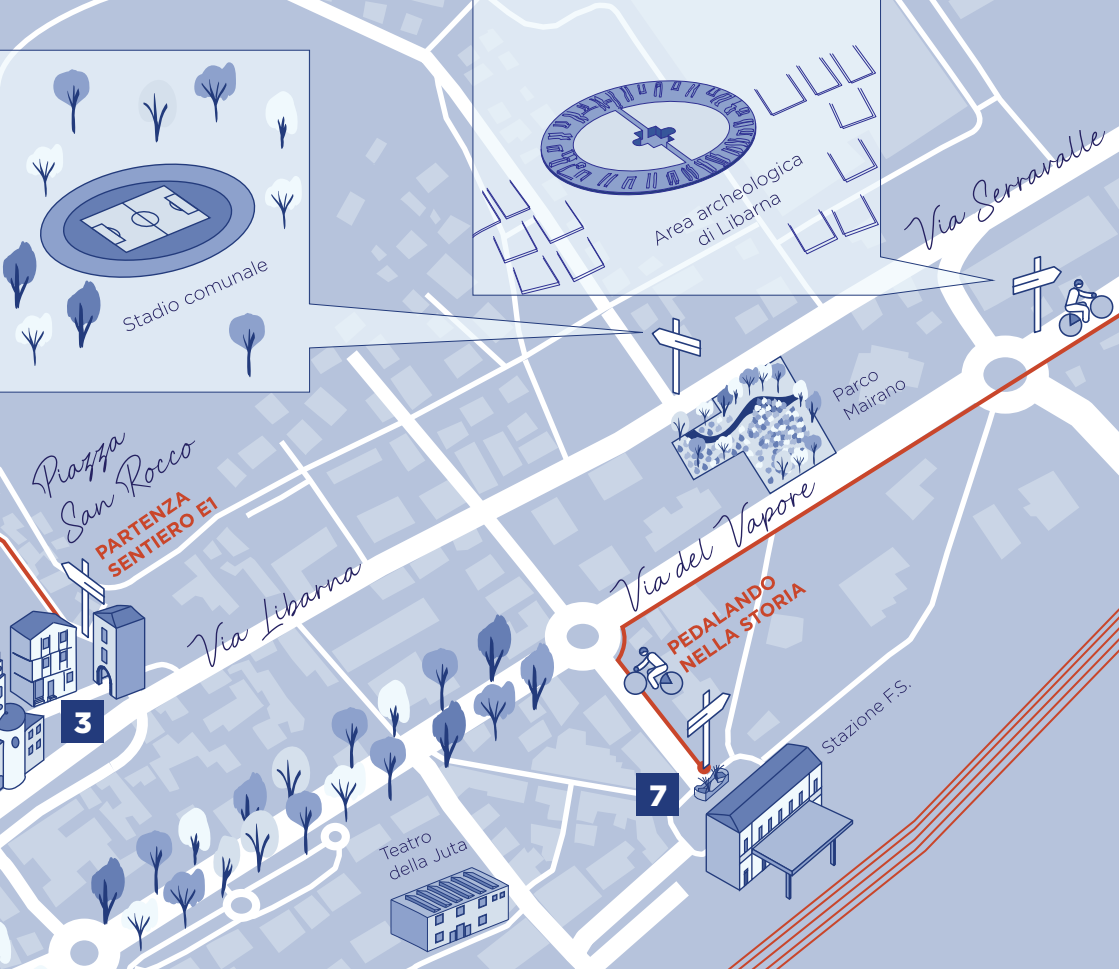 Stadio comunale
Area archeologica
di Libarna
Via Serravalle
Parco
Mairano
Piazza
San Rocco
PARTENZA
SENTIERO E1
Via Libarna
Via del Vapore
PEDALANDO
NELLA STORIA
3
7
Stazione F.S.
Teatro
della Juta